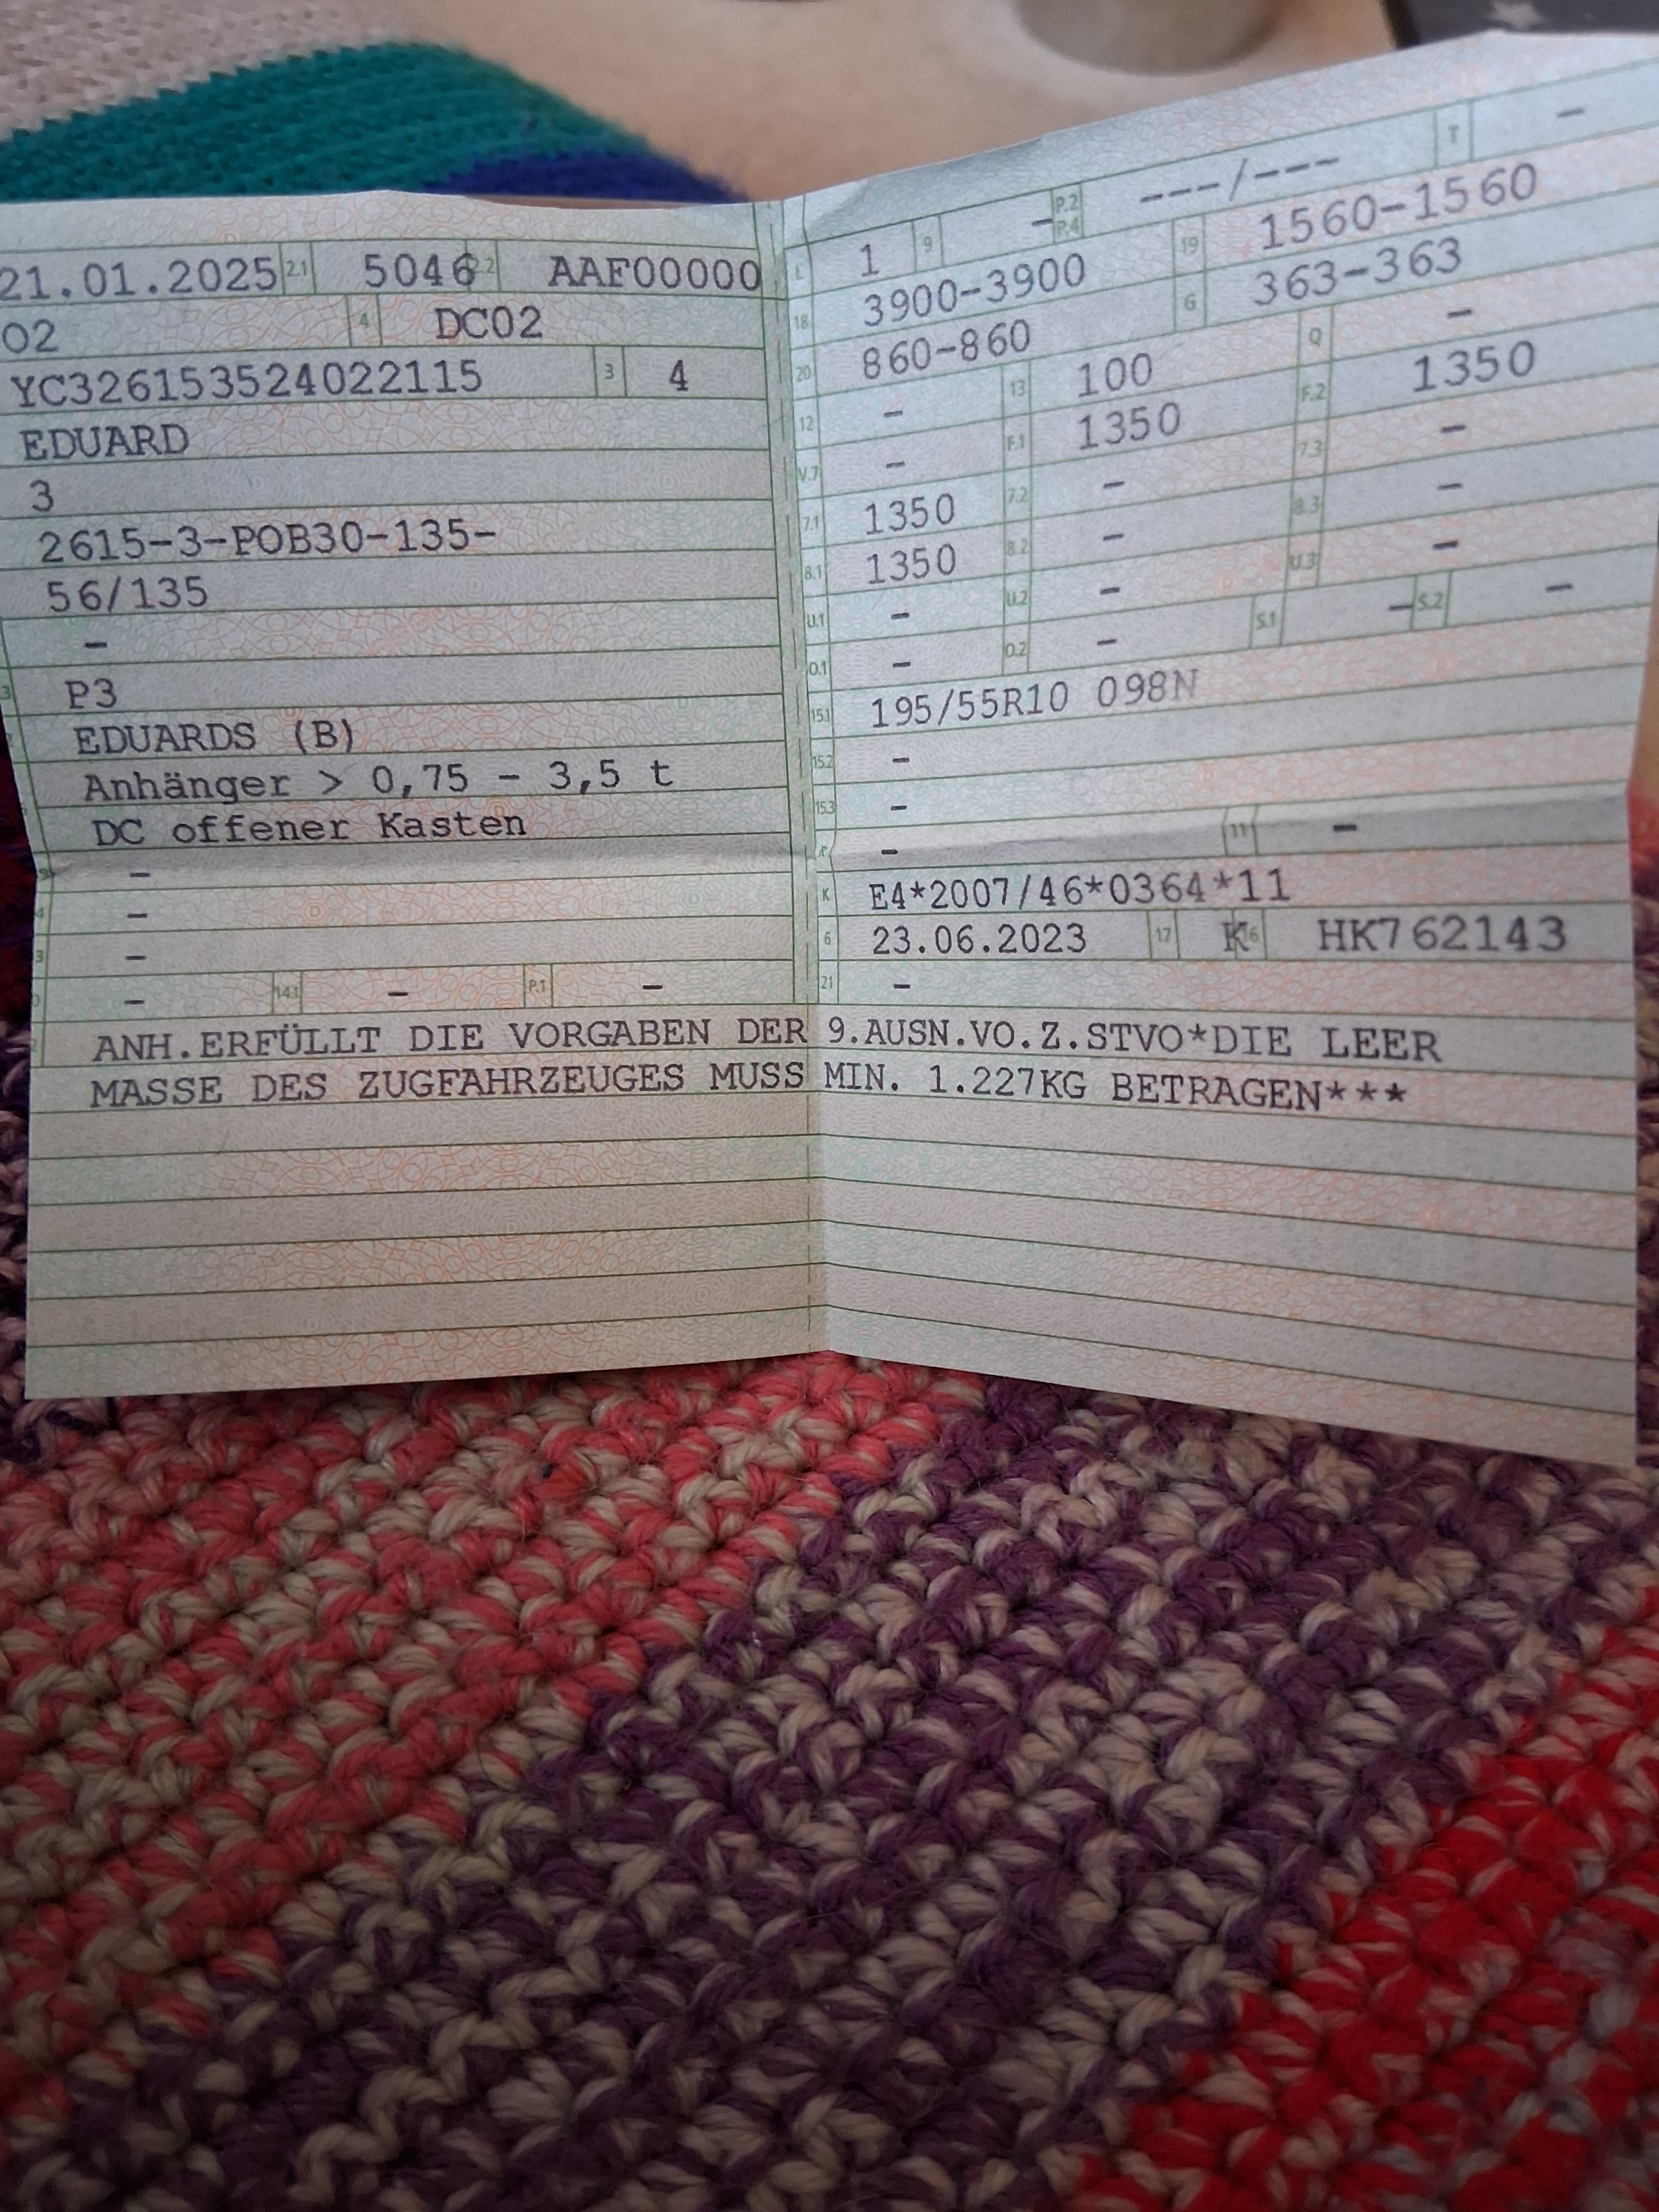 21.01.2025 2.1 5046 2.2 AAF00000
02 4 DC02
YC326153524022115 3 4
EDUARD
3
2615-3-POB30-135-
56/135
-
3 P3
EDUARDS (B)
Anhänger > 0,75 - 3,5 t
DC offener Kasten
-
4 -
3 -
- 14.1 - P.1 -
L 1 9 - P.2 P.4 ---/--- T -
18 3900-3900 19 1560-1560
20 860-860 G 363-363
12 - 13 100 Q -
V.7 - F.1 1350 F.2 1350
7.1 1350 7.2 - 7.3 -
8.1 1350 8.2 - 8.3 -
U.1 - U.2 - U.3 -
O.1 - O.2 - S.1 - S.2 -
15.1 195/55R10 098N
15.2 -
15.3 -
- 11 -
K E4*2007/46*0364*11
6 23.06.2023 17 K 16 HK762143
21 -
ANH.ERFÜLLT DIE VORGABEN DER 9.AUSN.VO.Z.STVO*DIE LEER
MASSE DES ZUGFAHRZEUGES MUSS MIN. 1.227KG BETRAGEN***